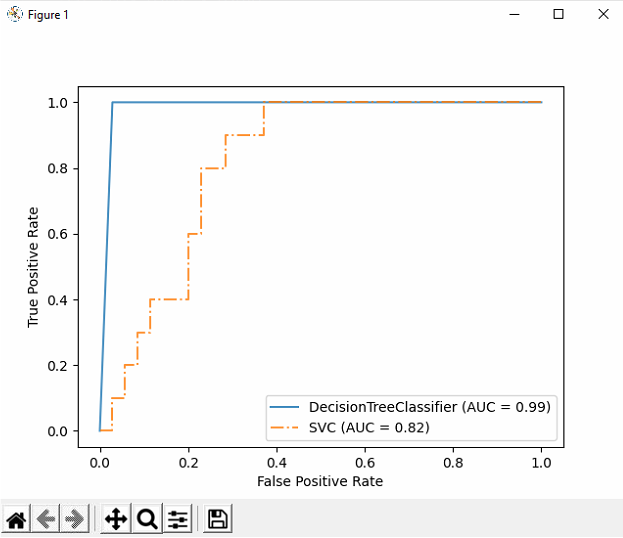 Figure 1
True Positive Rate
1.0
0.8
0.6
0.4
0.2
0.0
DecisionTreeClassifier (AUC = 0.99)
SVC (AUC = 0.82)
0.0 0.2 0.4 0.6 0.8 1.0
False Positive Rate